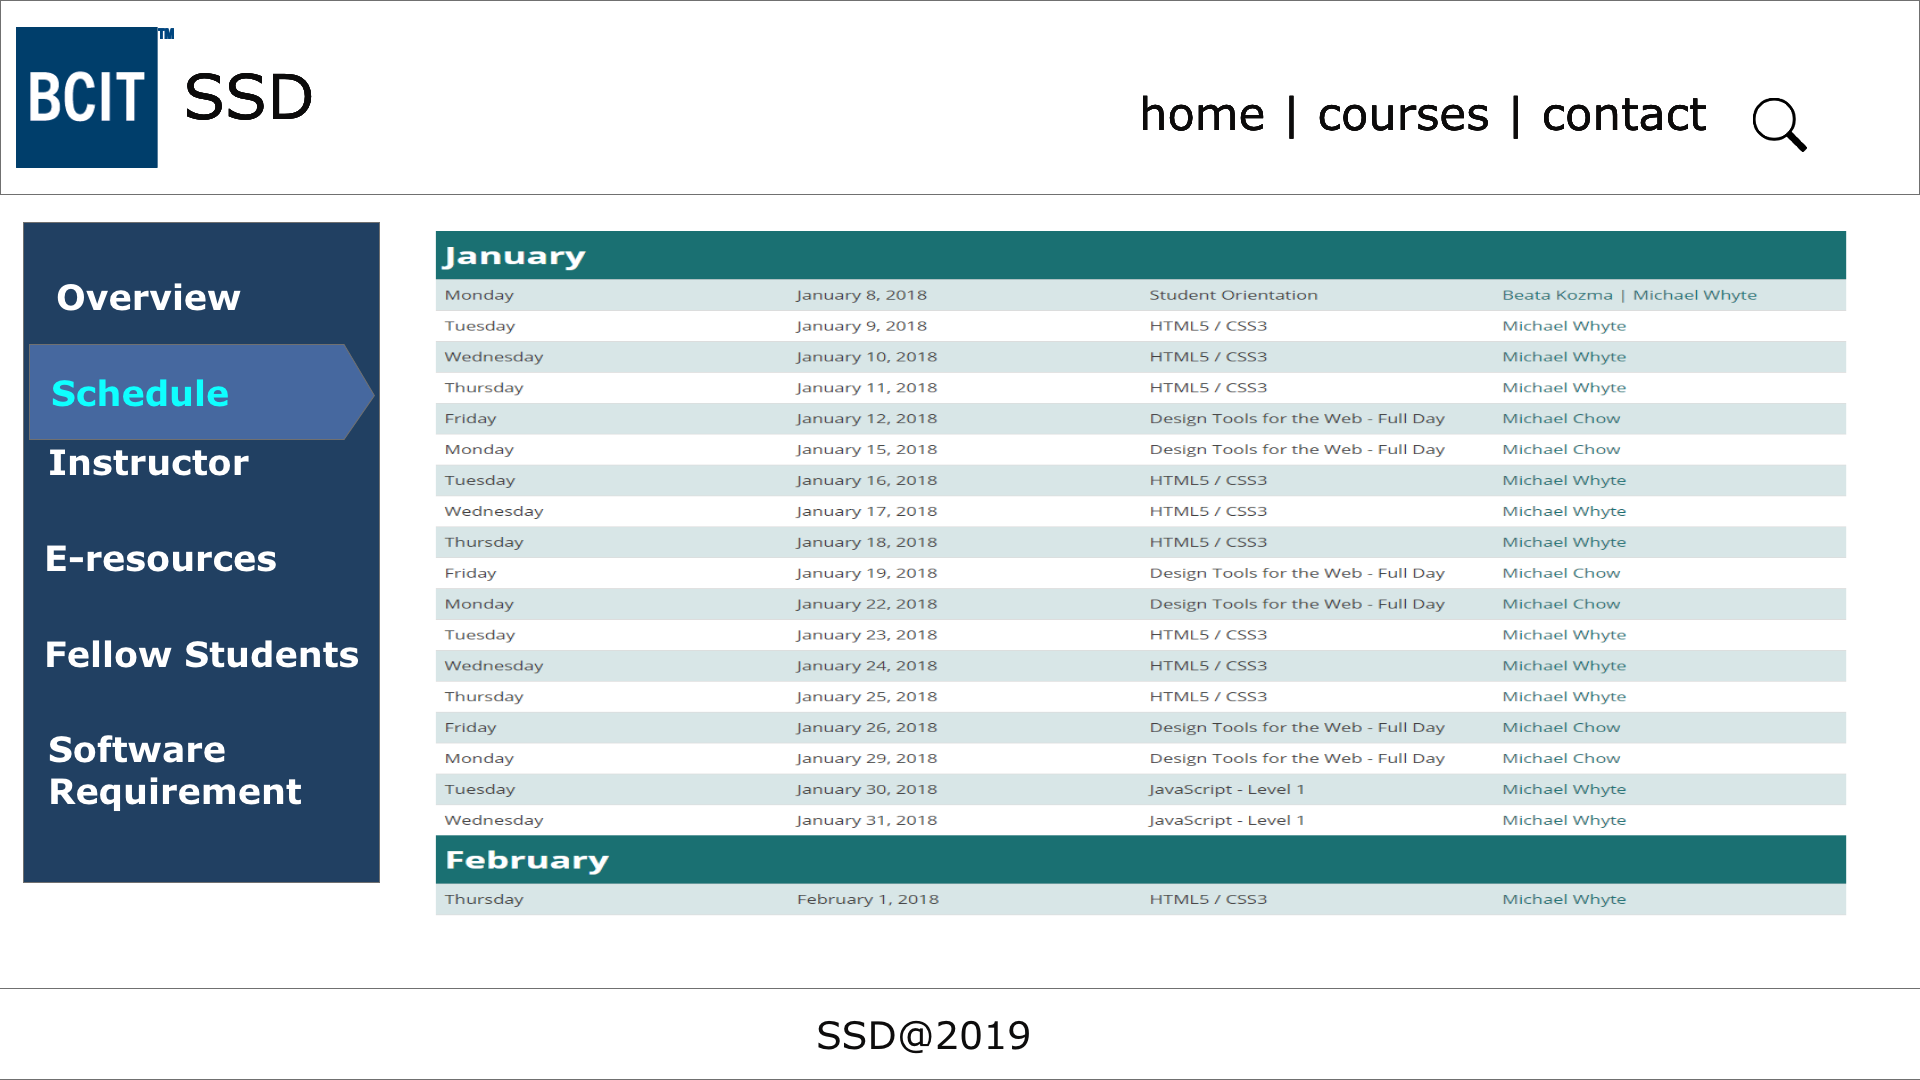 BCIT™ SSD
home | courses | contact
Overview
Schedule
Instructor
E-resources
Fellow Students
Software
Requirement
January
Monday January 8, 2018 Student Orientation Beata Kozma | Michael Whyte
Tuesday January 9, 2018 HTML5 / CSS3 Michael Whyte
Wednesday January 10, 2018 HTML5 / CSS3 Michael Whyte
Thursday January 11, 2018 HTML5 / CSS3 Michael Whyte
Friday January 12, 2018 Design Tools for the Web - Full Day Michael Chow
Monday January 15, 2018 Design Tools for the Web - Full Day Michael Chow
Tuesday January 16, 2018 HTML5 / CSS3 Michael Whyte
Wednesday January 17, 2018 HTML5 / CSS3 Michael Whyte
Thursday January 18, 2018 HTML5 / CSS3 Michael Whyte
Friday January 19, 2018 Design Tools for the Web - Full Day Michael Chow
Monday January 22, 2018 Design Tools for the Web - Full Day Michael Chow
Tuesday January 23, 2018 HTML5 / CSS3 Michael Whyte
Wednesday January 24, 2018 HTML5 / CSS3 Michael Whyte
Thursday January 25, 2018 HTML5 / CSS3 Michael Whyte
Friday January 26, 2018 Design Tools for the Web - Full Day Michael Chow
Monday January 29, 2018 Design Tools for the Web - Full Day Michael Chow
Tuesday January 30, 2018 JavaScript - Level 1 Michael Whyte
Wednesday January 31, 2018 JavaScript - Level 1 Michael Whyte
February
Thursday February 1, 2018 HTML5 / CSS3 Michael Whyte
SSD@2019